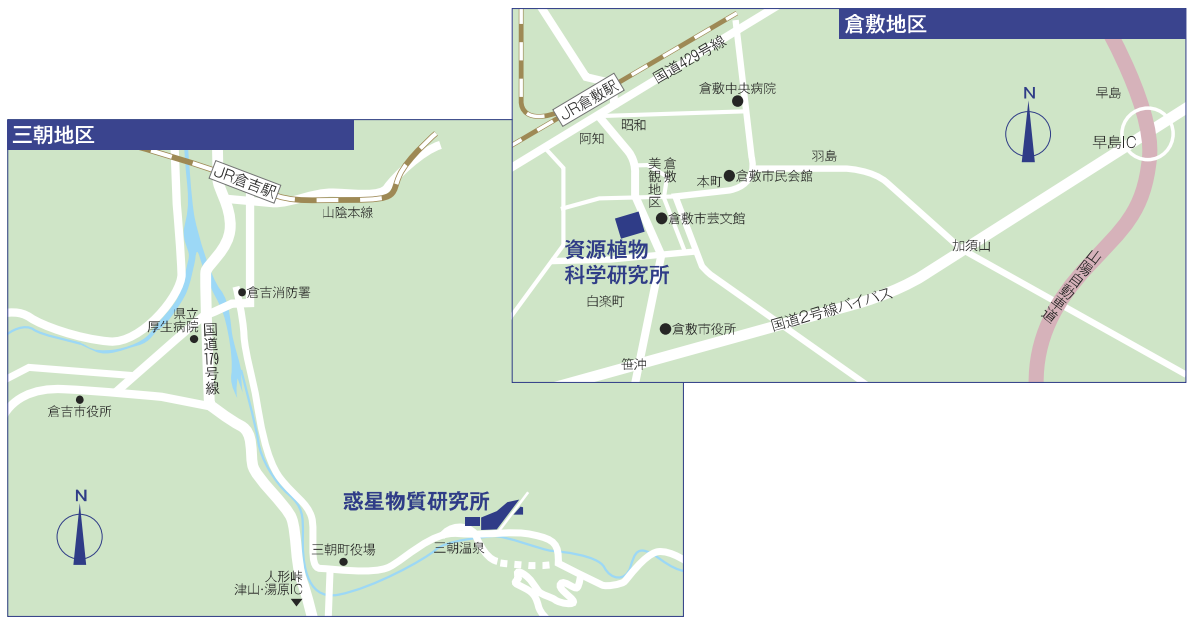 三朝地区
JR倉吉駅
山陰本線
倉吉消防署
県立
厚生病院
国道179号線
倉吉市役所
N
惑星物質研究所
三朝温泉
三朝町役場
人形峠
津山･湯原IC
倉敷地区
国道429号線
JR倉敷駅
倉敷中央病院
昭和
阿知
N
早島
早島IC
羽島
倉敷
美観地区
本町
倉敷市民会館
倉敷市芸文館
資源植物
科学研究所
白楽町
加須山
山陽自動車道
国道2号線バイパス
倉敷市役所
笹沖